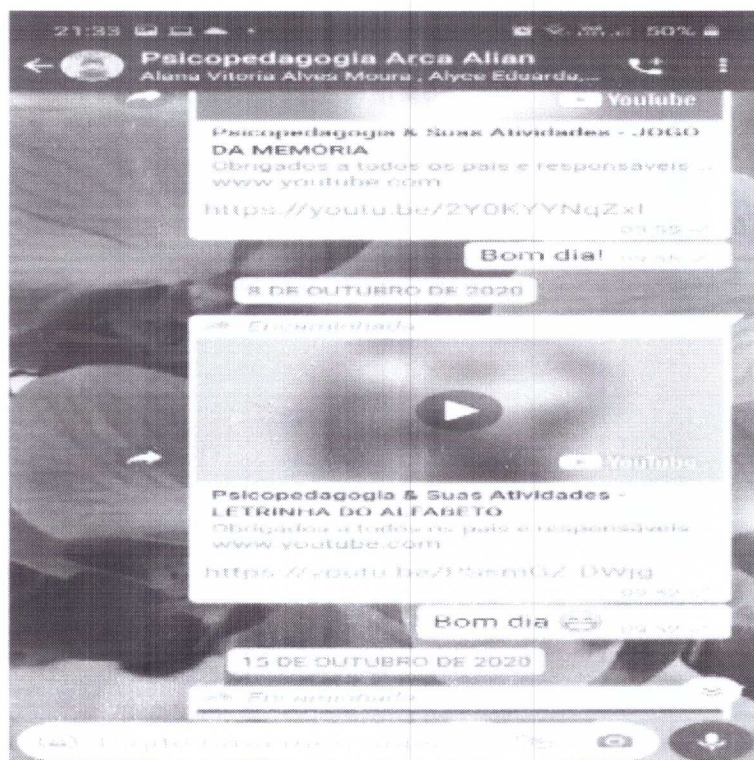 21:33 50%
Psicopedagogia Arca Alian
Alana Vitoria Alves Moura , Alyce Eduarda,...
YouTube
Psicopedagogia & Suas Atividades - JOGO
DA MEMÓRIA
Obrigados a todos os pais e responsáveis ...
www.youtube.com
https://youtu.be/2Y0KYYNqZxI
Bom dia!
8 DE OUTUBRO DE 2020
Encaminhada
YouTube
Psicopedagogia & Suas Atividades -
LETRINHA DO ALFABETO
Obrigados a todos os pais e responsáveis ...
www.youtube.com
Bom dia 😂
15 DE OUTUBRO DE 2020
Encaminhada